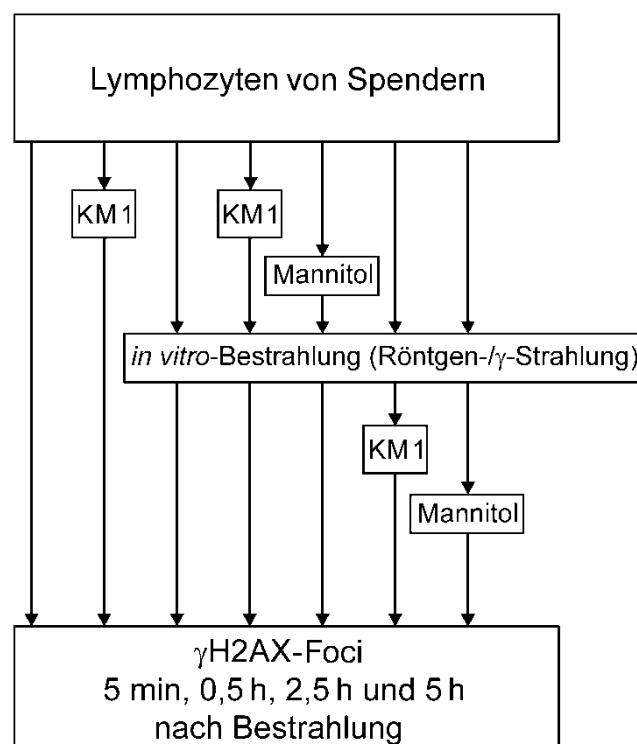 Lymphozyten von Spendern
KM1
KM1
Mannitol
in vitro-Bestrahlung (Röntgen-/γ-Strahlung)
KM1
Mannitol
γH2AX-Foci
5 min, 0,5 h, 2,5 h und 5 h
nach Bestrahlung